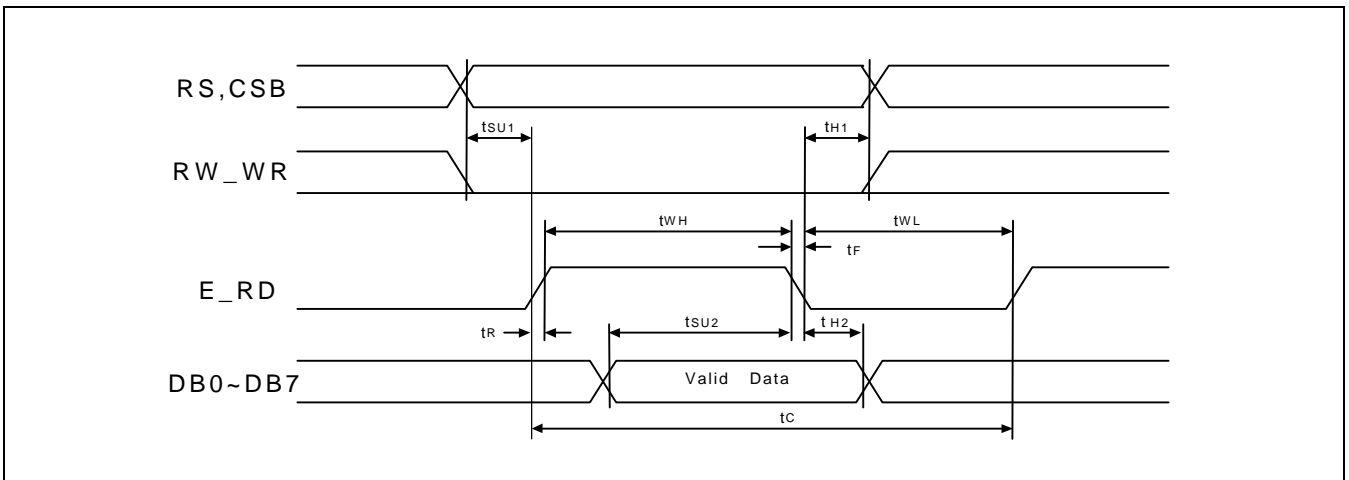 RS,CSB
tSU1
tH1
RW_WR
tWH
tWL
tF
E_RD
tR
tSU2
tH2
DB0~DB7
Valid Data
tC